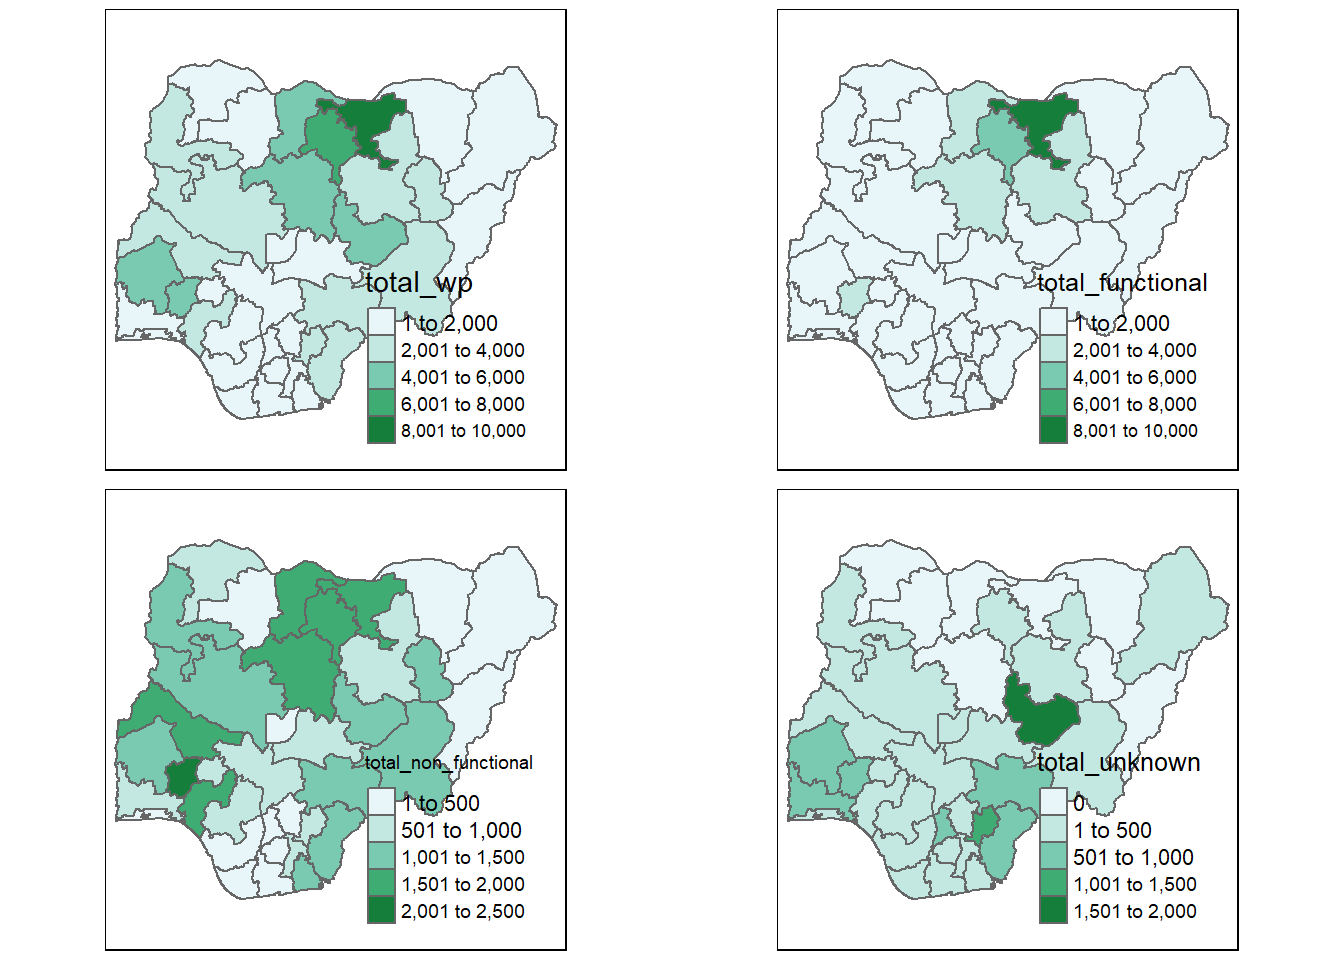 total_wp
1 to 2,000
2,001 to 4,000
4,001 to 6,000
6,001 to 8,000
8,001 to 10,000
total_functional
1 to 2,000
2,001 to 4,000
4,001 to 6,000
6,001 to 8,000
8,001 to 10,000
total_non_functional
1 to 500
501 to 1,000
1,001 to 1,500
1,501 to 2,000
2,001 to 2,500
total_unknown
0
1 to 500
501 to 1,000
1,001 to 1,500
1,501 to 2,000